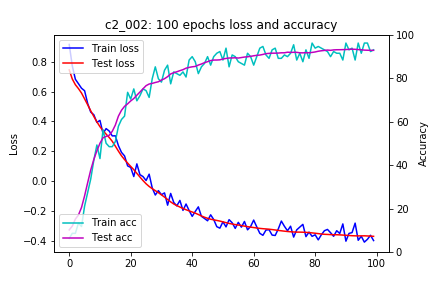 c2_002: 100 epochs loss and accuracy
Train loss
Test loss
Train acc
Test acc
Loss
0.8
0.6
0.4
0.2
0.0
−0.2
−0.4
Accuracy
100
80
60
40
20
0
0
20
40
60
80
100